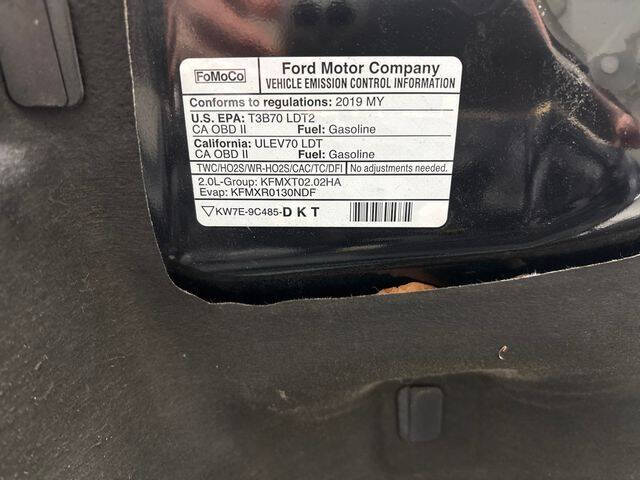 FoMoCo
Ford Motor Company
VEHICLE EMISSION CONTROL INFORMATION
Conforms to regulations: 2019 MY
U.S. EPA: T3B70 LDT2
CA OBD II Fuel: Gasoline
California: ULEV70 LDT
CA OBD II Fuel: Gasoline
TWC/HO2S/WR-HO2S/CAC/TC/DFI No adjustments needed.
2.0L-Group: KFMXT02.02HA
Evap: KFMXR0130NDF
KW7E-9C485-DKT